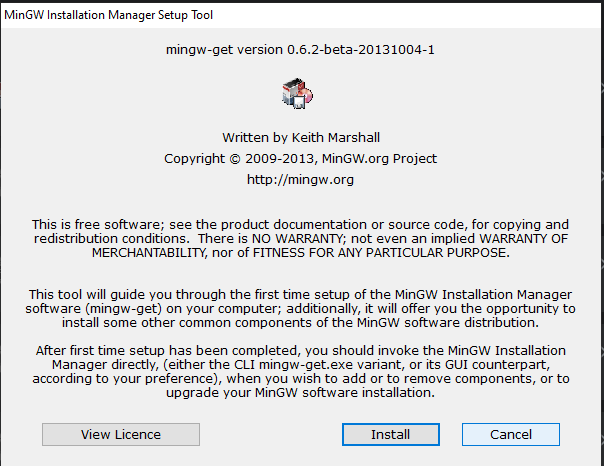 MinGW Installation Manager Setup Tool
mingw-get version 0.6.2-beta-20131004-1
Written by Keith Marshall
Copyright © 2009-2013, MinGW.org Project
http://mingw.org
This is free software; see the product documentation or source code, for copying and
redistribution conditions.  There is NO WARRANTY; not even an implied WARRANTY OF
MERCHANTABILITY, nor of FITNESS FOR ANY PARTICULAR PURPOSE.
This tool will guide you through the first time setup of the MinGW Installation Manager
software (mingw-get) on your computer; additionally, it will offer you the opportunity to
install some other common components of the MinGW software distribution.
After first time setup has been completed, you should invoke the MinGW Installation
Manager directly, (either the CLI mingw-get.exe variant, or its GUI counterpart,
according to your preference), when you wish to add or to remove components, or to
upgrade your MinGW software installation.
View Licence
Install
Cancel